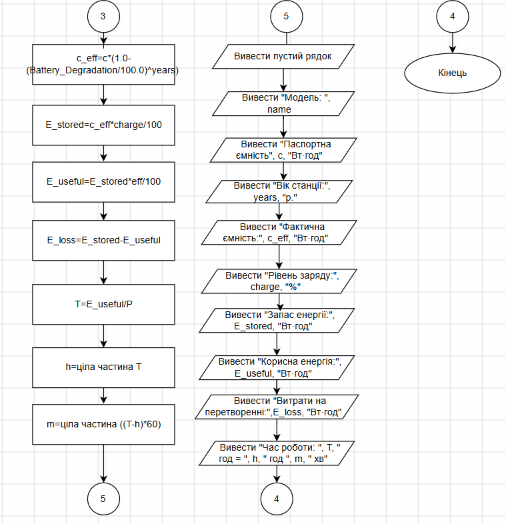 3
c_eff=c*(1.0-
(Battery_Degradation/100.0)^years)
E_stored=c_eff*charge/100
E_useful=E_stored*eff/100
E_loss=E_stored-E_useful
T=E_useful/P
h=ціла частина T
m=ціла частина ((T-h)*60)
5
5
Вивести пустий рядок
Вивести "Модель: ",
name
Вивести "Паспортна
ємність", c, "Вт·год"
Вивести "Вік станції:",
years, "р."
Вивести "Фактична
ємність:", c_eff, "Вт·год"
Вивести "Рівень заряду:",
charge, "%"
Вивести "Запас енергії:",
E_stored, "Вт·год"
Вивести "Корисна енергія:",
E_useful, "Вт·год"
Вивести "Витрати на
перетворенні:",E_loss, "Вт·год"
Вивести "Час роботи: ", T, "
год = ", h, " год ", m, " хв"
4
4
Кінець